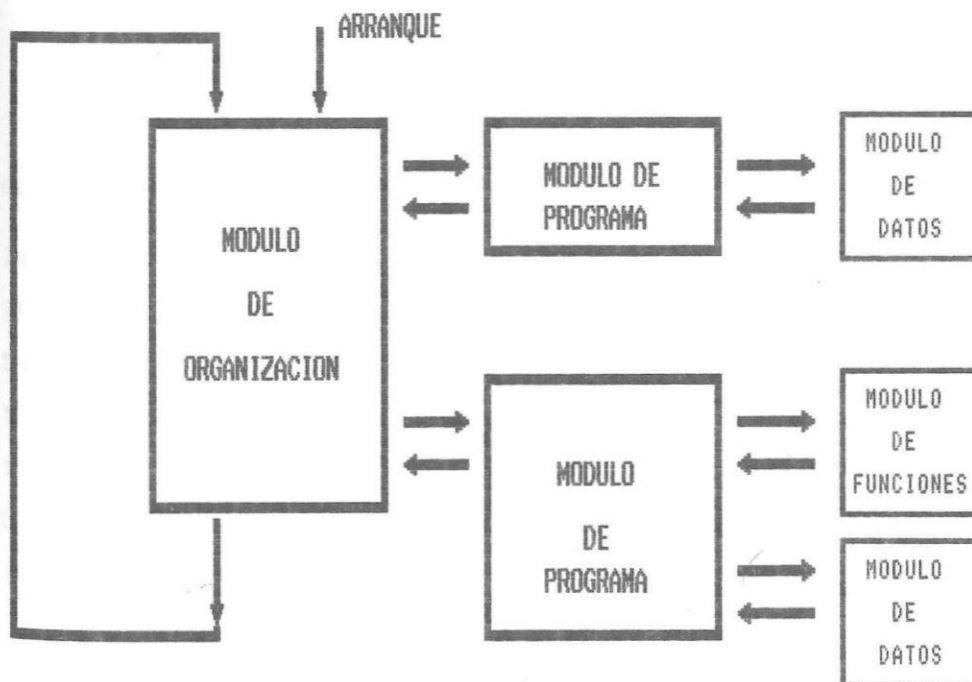 ARRANQUE
MODULO
DE
ORGANIZACION
MODULO DE
PROGRAMA
MODULO
DE
DATOS
MODULO
DE
PROGRAMA
MODULO
DE
FUNCIONES
MODULO
DE
DATOS